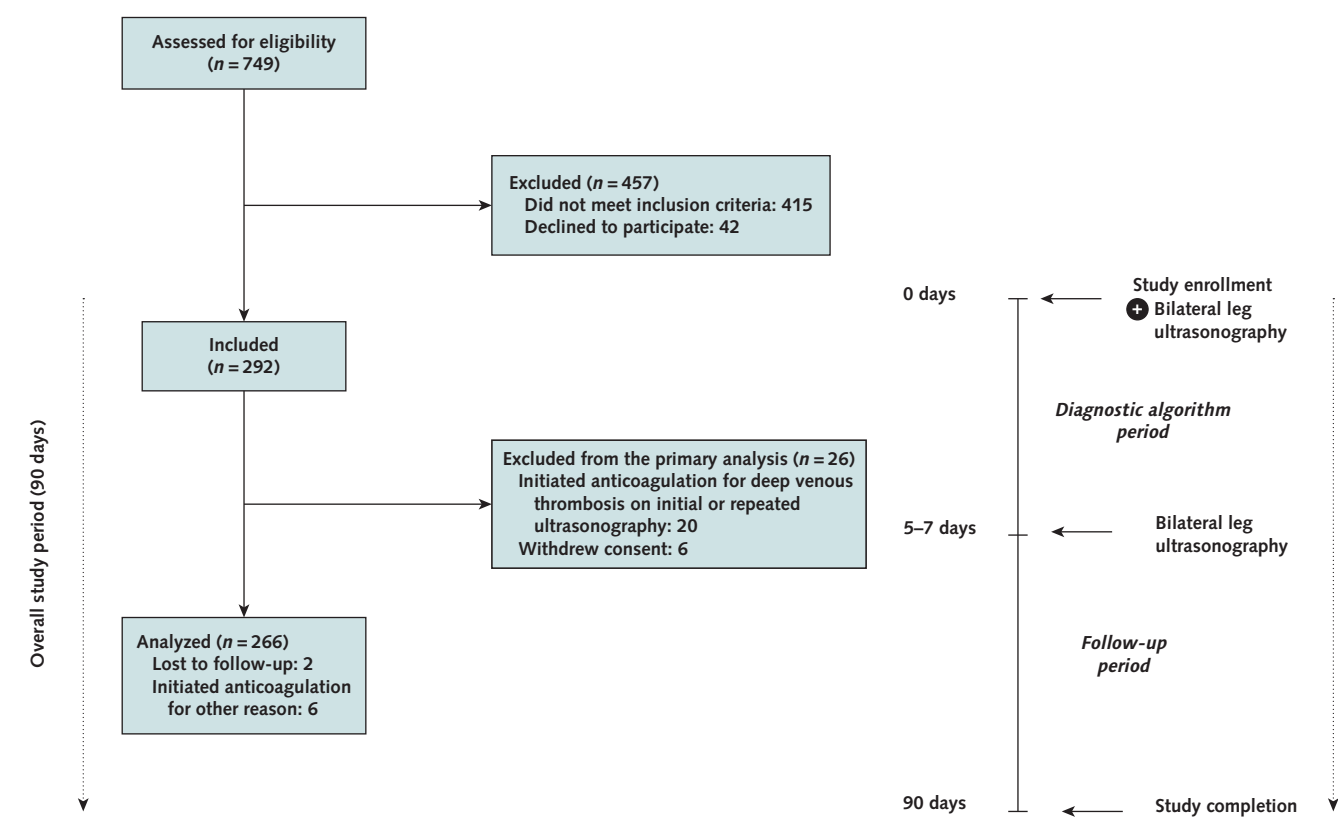 Assessed for eligibility
(n = 749)
Excluded (n = 457)
Did not meet inclusion criteria: 415
Declined to participate: 42
Included
(n = 292)
Excluded from the primary analysis (n = 26)
Initiated anticoagulation for deep venous
thrombosis on initial or repeated
ultrasonography: 20
Withdrew consent: 6
Analyzed (n = 266)
Lost to follow-up: 2
Initiated anticoagulation
for other reason: 6
Overall study period (90 days)
0 days
Study enrollment
+ Bilateral leg
ultrasonography
Diagnostic algorithm
period
5–7 days
Bilateral leg
ultrasonography
Follow-up
period
90 days
Study completion